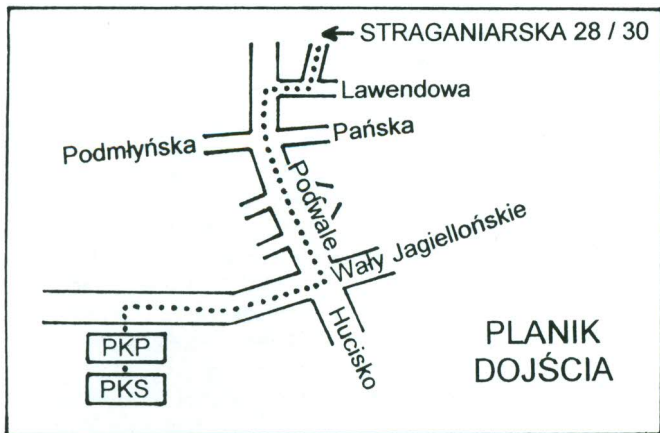 STRAGANIARSKA 28 / 30
Lawendowa
Pańska
Podmłyńska
Podwale
Wały Jagiellońskie
Hucisko
PKP
PKS
PLANIK
DOJŚCIA